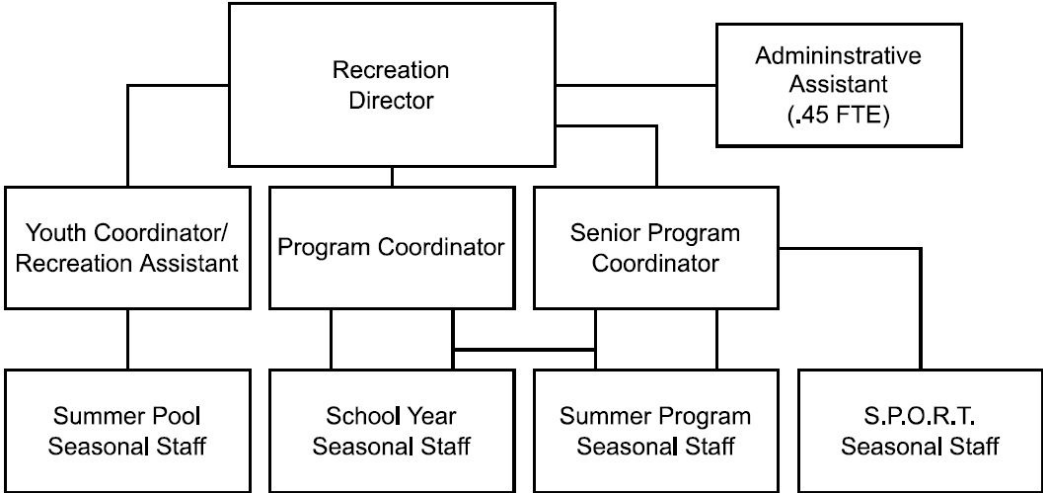 Recreation
Director
Admininstrative
Assistant
(.45 FTE)
Youth Coordinator/
Recreation Assistant
Program Coordinator
Senior Program
Coordinator
Summer Pool
Seasonal Staff
School Year
Seasonal Staff
Summer Program
Seasonal Staff
S.P.O.R.T.
Seasonal Staff